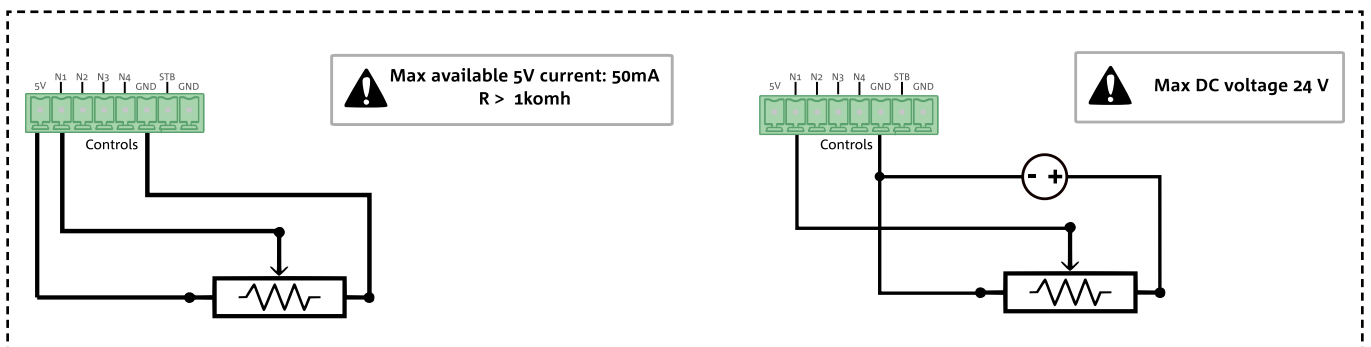 5V N1 N2 N3 N4 GND STB GND
Controls
Max available 5V current: 50mA
R > 1komh
5V N1 N2 N3 N4 GND STB GND
Controls
Max DC voltage 24 V